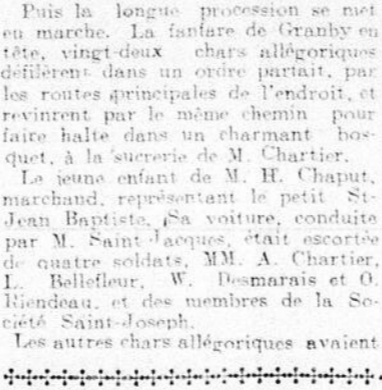 Puis la longue procession se met
en marche. La fanfare de Granby en
tête, vingt-deux chars allégoriques
défilèrent dans un ordre parfait, par
les routes principales de l'endroit, et
revinrent par le même chemin pour
faire halte dans un charmant bos-
quet, à la sucrerie de M. Chartier.
Le jeune enfant de M. H. Chaput,
marchand, représentant le petit St-
Jean Baptiste. Sa voiture, conduite
par M. Saint-Jacques, était escortée
de quatre soldats, MM. A. Chartier,
L. Bellefleur, W. Desmarais et O.
Riendeau, et des membres de la So-
ciété Saint-Joseph.
Les autres chars allégoriques avaient